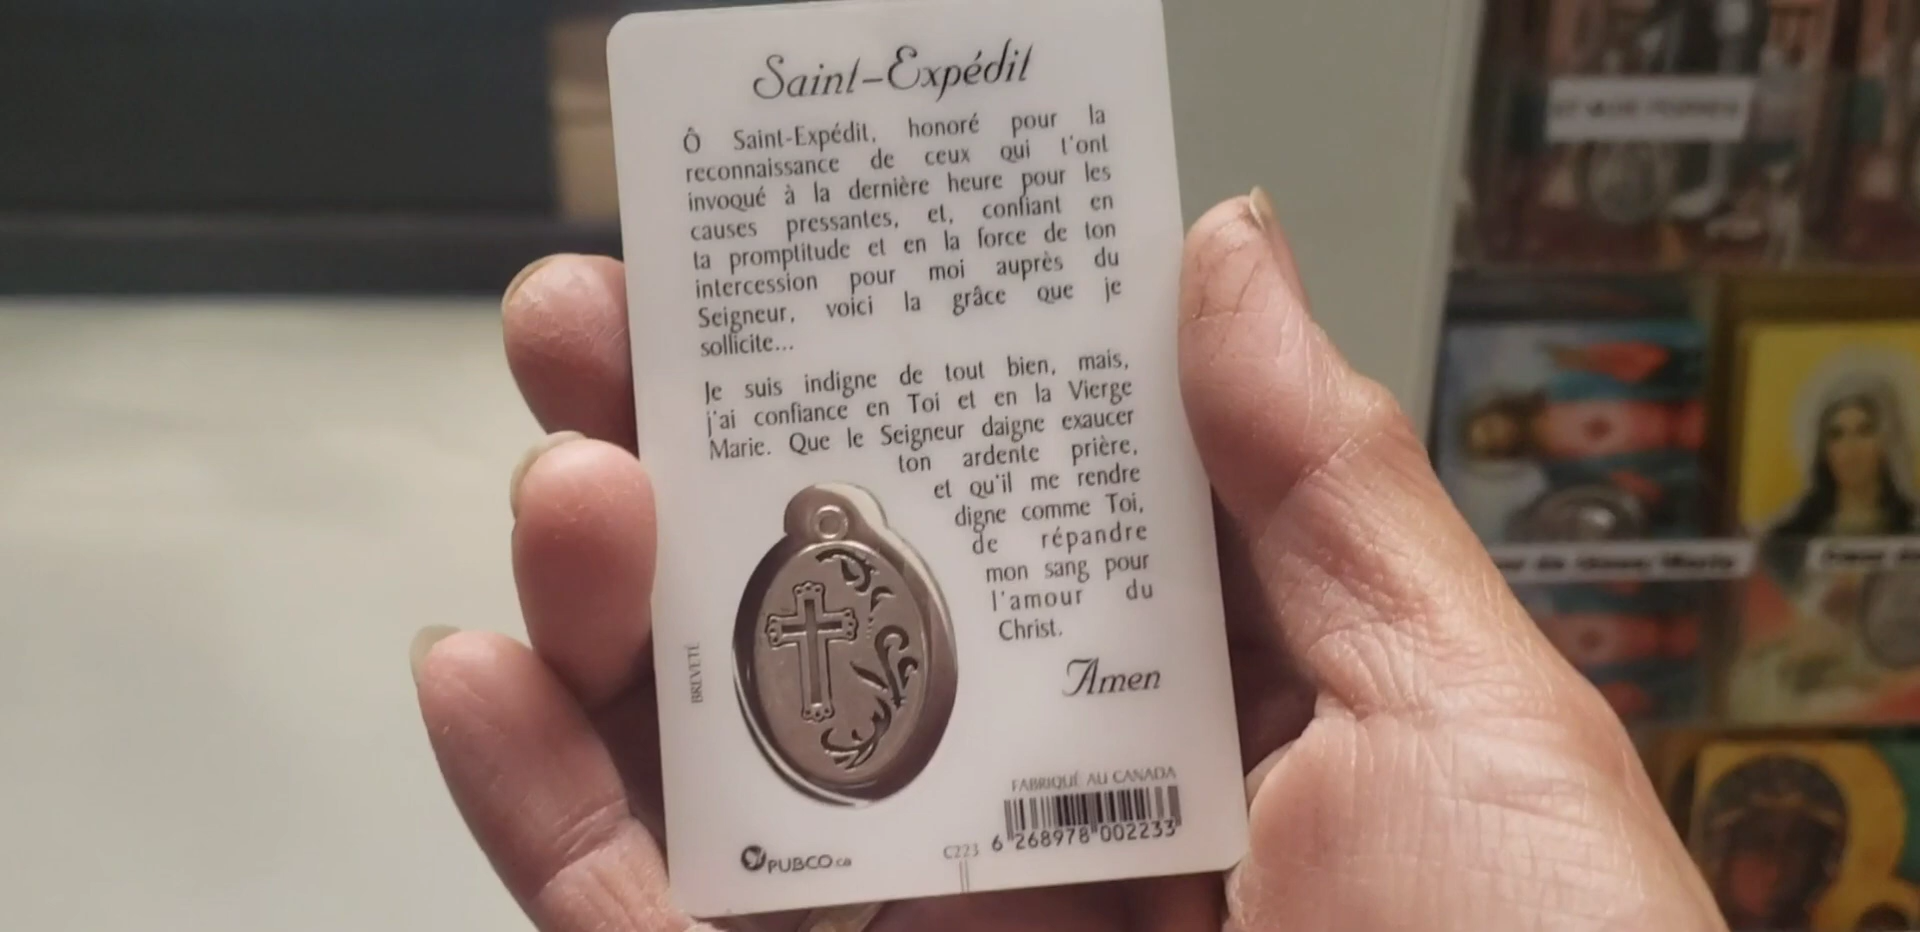 Saint-Expédit
Ô Saint-Expédit, honoré pour la
reconnaissance de ceux qui t'ont
invoqué à la dernière heure pour les
causes pressantes, et, confiant en
ta promptitude et en la force de ton
intercession pour moi auprès du
Seigneur, voici la grâce que je
sollicite...
Je suis indigne de tout bien, mais,
j'ai confiance en Toi et en la Vierge
Marie. Que le Seigneur daigne exaucer
ton ardente prière,
et qu'il me rendre
digne comme Toi,
de répandre
mon sang pour
l'amour du
Christ.
Amen
BREVETÉ
FABRIQUÉ AU CANADA
6 268978 002233
C223
PUBCO.ca